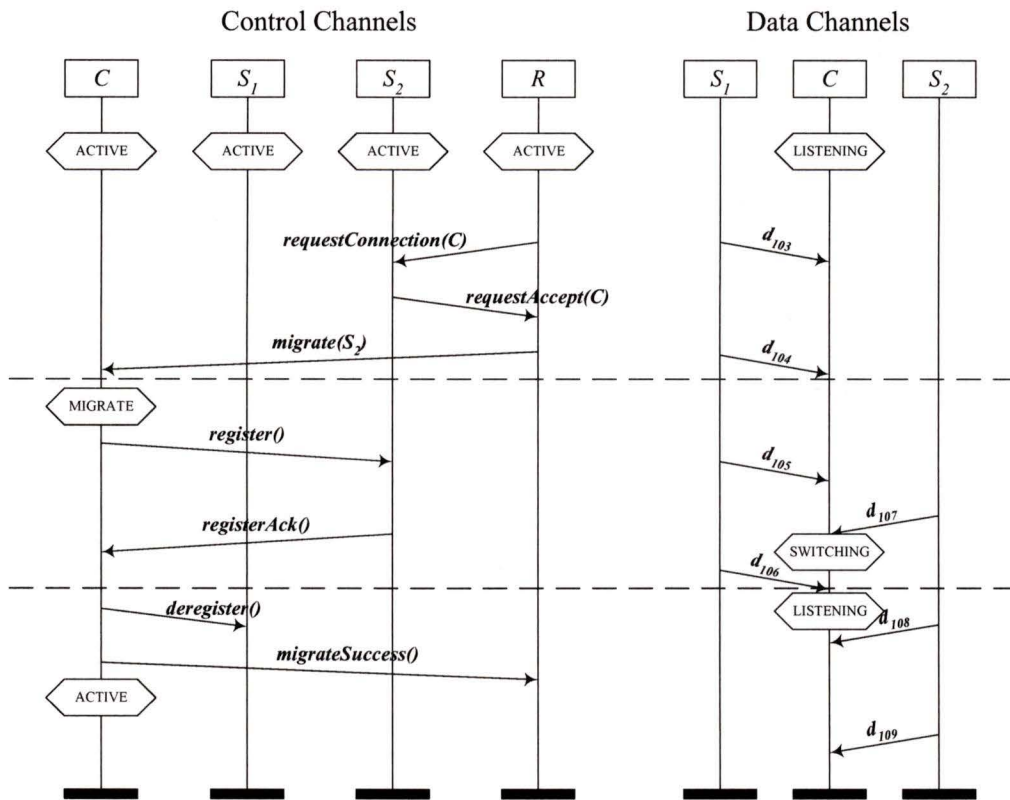 Control Channels
Data Channels
C
S1
S2
R
S1
C
S2
ACTIVE
ACTIVE
ACTIVE
ACTIVE
LISTENING
requestConnection(C)
d103
requestAccept(C)
migrate(S2)
d104
MIGRATE
register()
d105
d107
registerAck()
SWITCHING
d106
deregister()
LISTENING
d108
migrateSuccess()
ACTIVE
d109